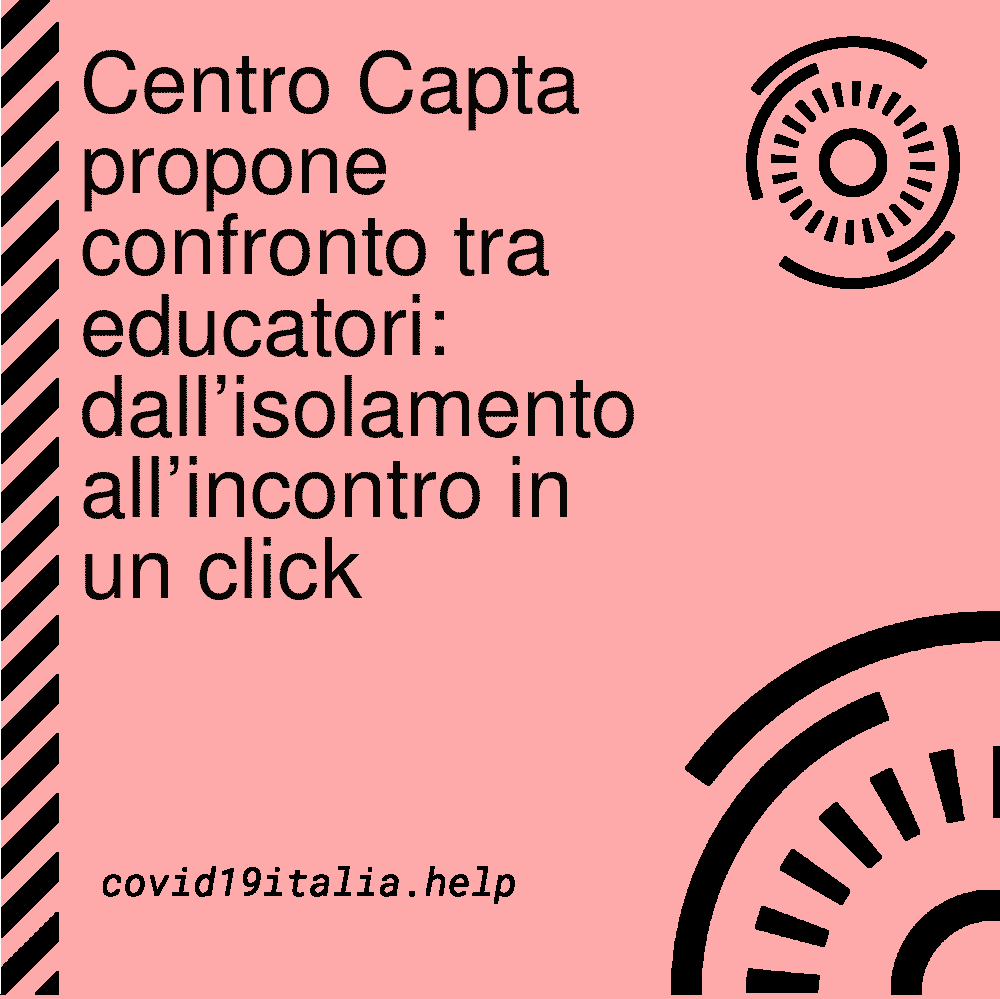 Centro Capta
propone
confronto tra
educatori:
dall’isolamento
all’incontro in
un click
covid19italia.help